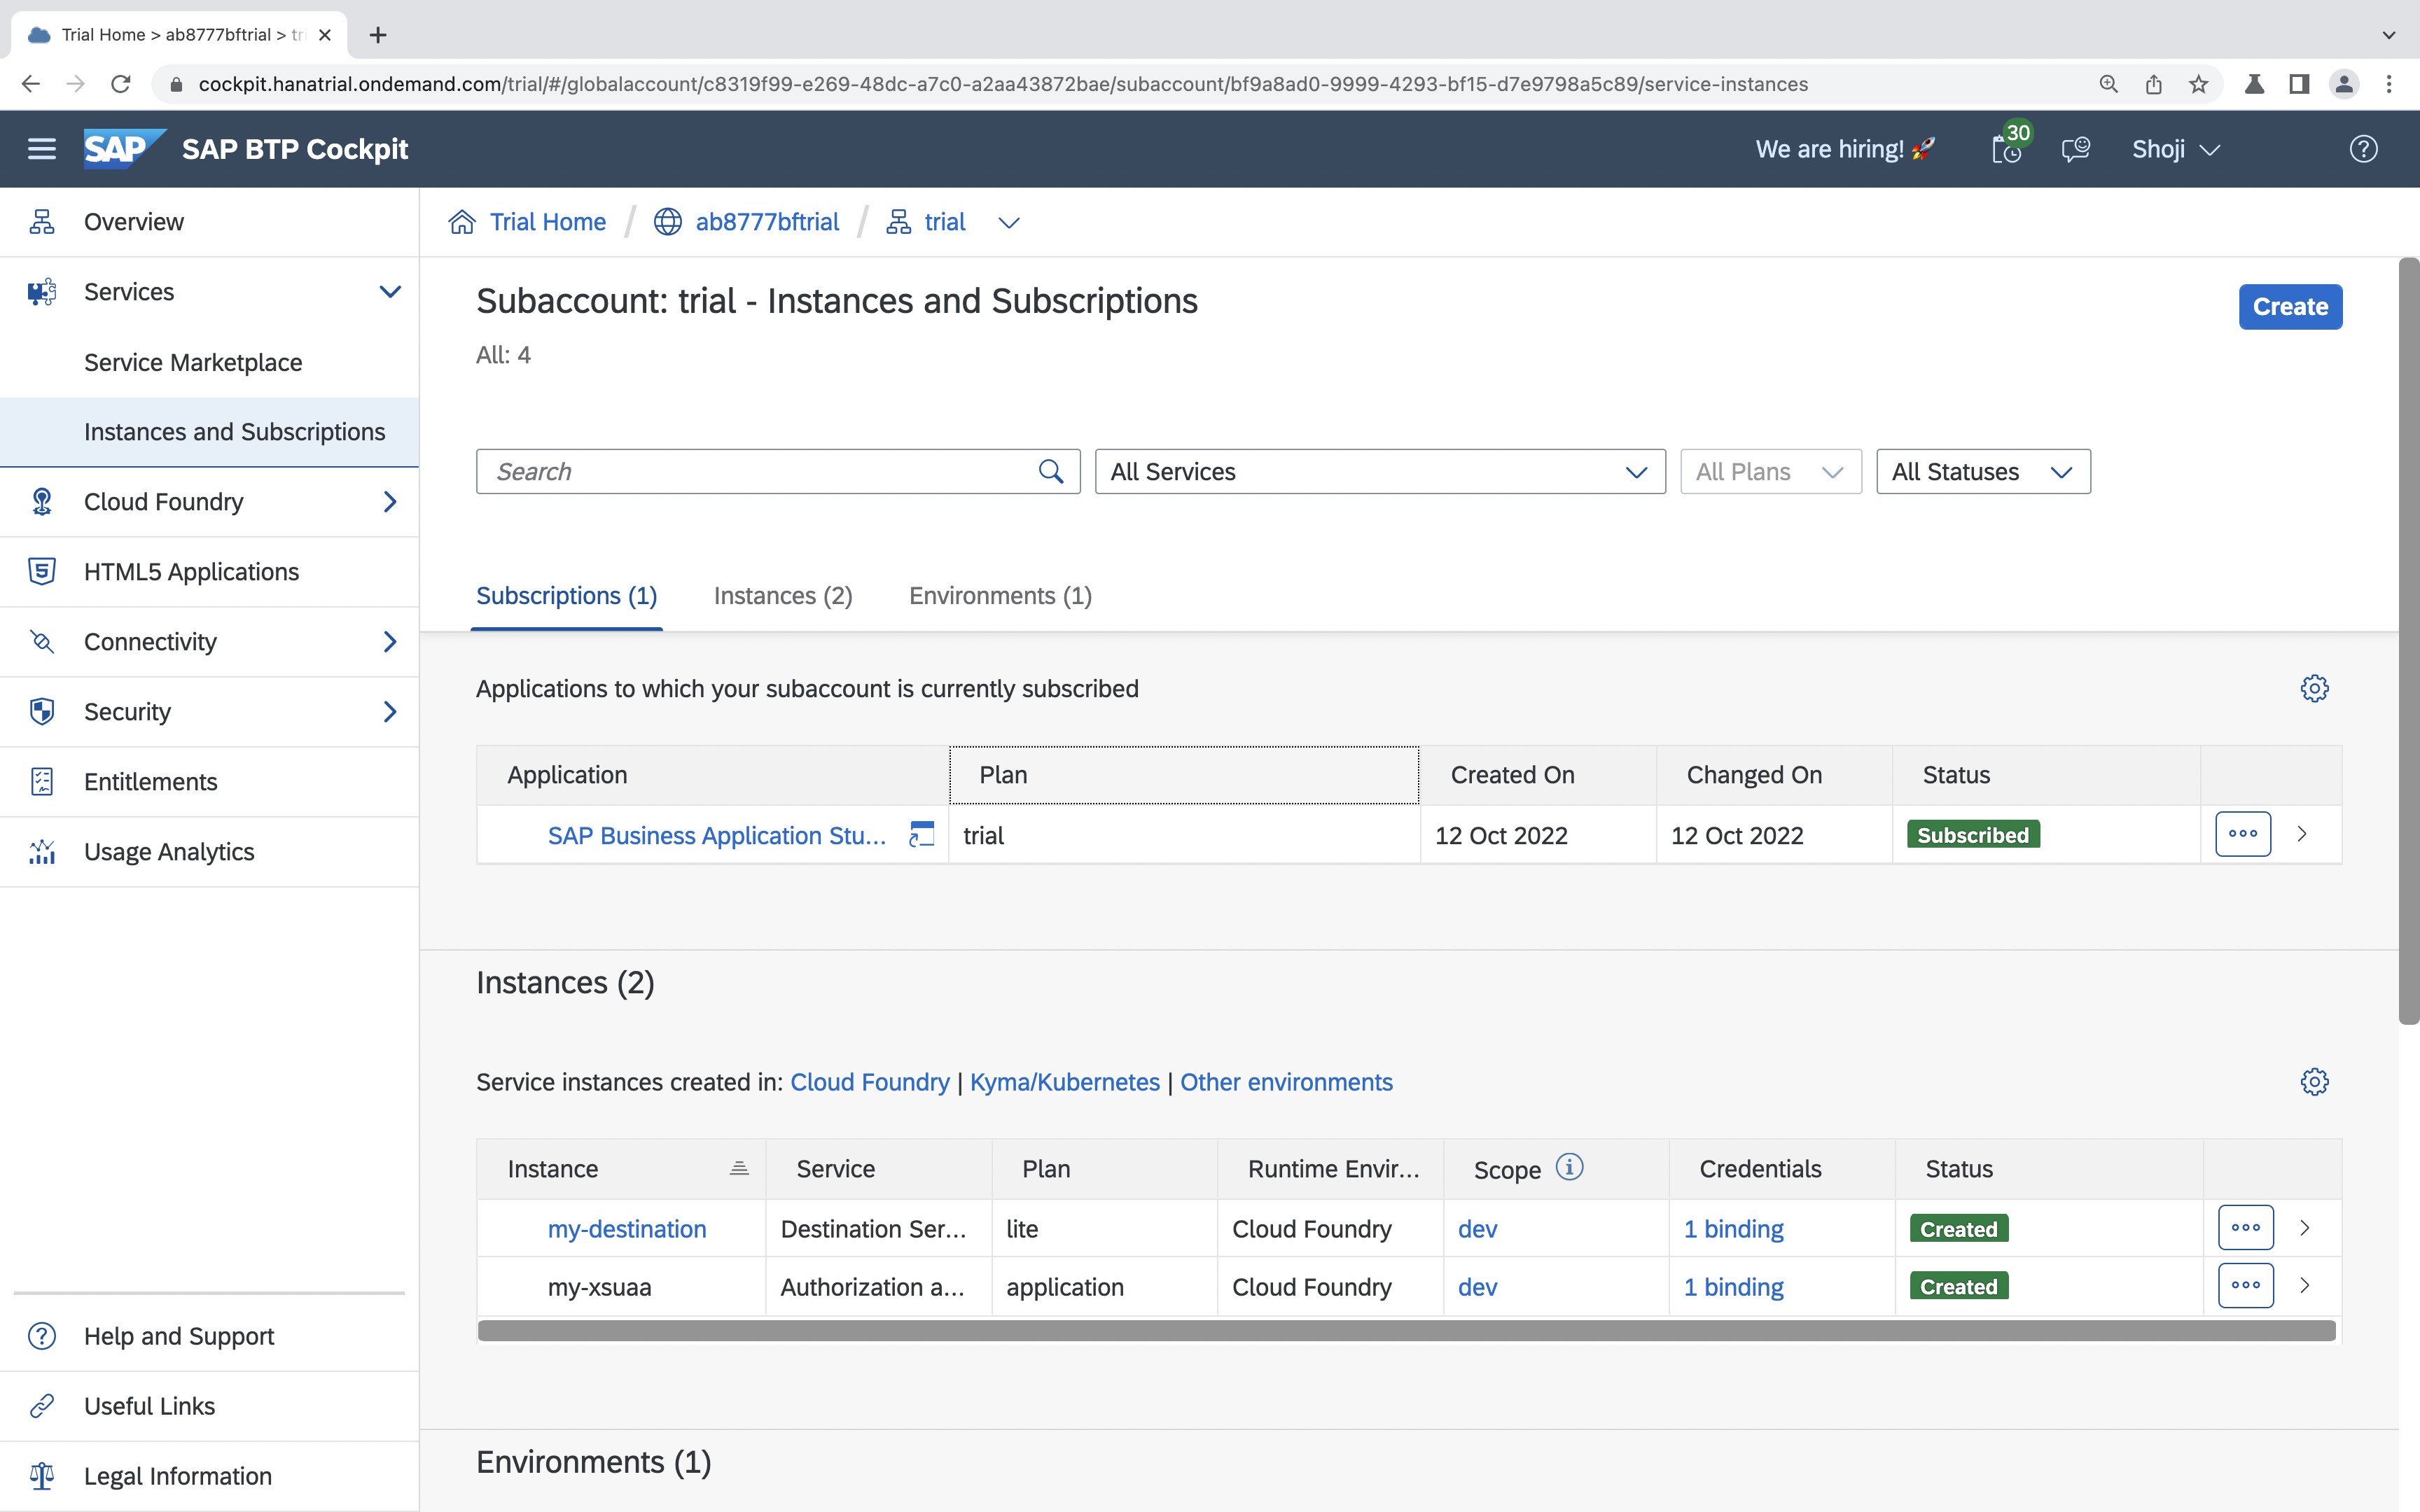 Trial Home > ab8777bftrial > tri
cockpit.hanatrial.ondemand.com/trial/#/globalaccount/c8319f99-e269-48dc-a7c0-a2aa43872bae/subaccount/bf9a8ad0-9999-4293-bf15-d7e9798a5c89/service-instances
SAP SAP BTP Cockpit
We are hiring! 🚀
30
Shoji
Overview
Services
Service Marketplace
Instances and Subscriptions
Cloud Foundry
HTML5 Applications
Connectivity
Security
Entitlements
Usage Analytics
Help and Support
Useful Links
Legal Information
Trial Home / ab8777bftrial / trial
Subaccount: trial - Instances and Subscriptions
Create
All: 4
Search
All Services
All Plans
All Statuses
Subscriptions (1) Instances (2) Environments (1)
Applications to which your subaccount is currently subscribed
Application Plan Created On Changed On Status
SAP Business Application Stu... trial 12 Oct 2022 12 Oct 2022 Subscribed
Instances (2)
Service instances created in: Cloud Foundry | Kyma/Kubernetes | Other environments
Instance Service Plan Runtime Envir... Scope Credentials Status
my-destination Destination Ser... lite Cloud Foundry dev 1 binding Created
my-xsuaa Authorization a... application Cloud Foundry dev 1 binding Created
Environments (1)